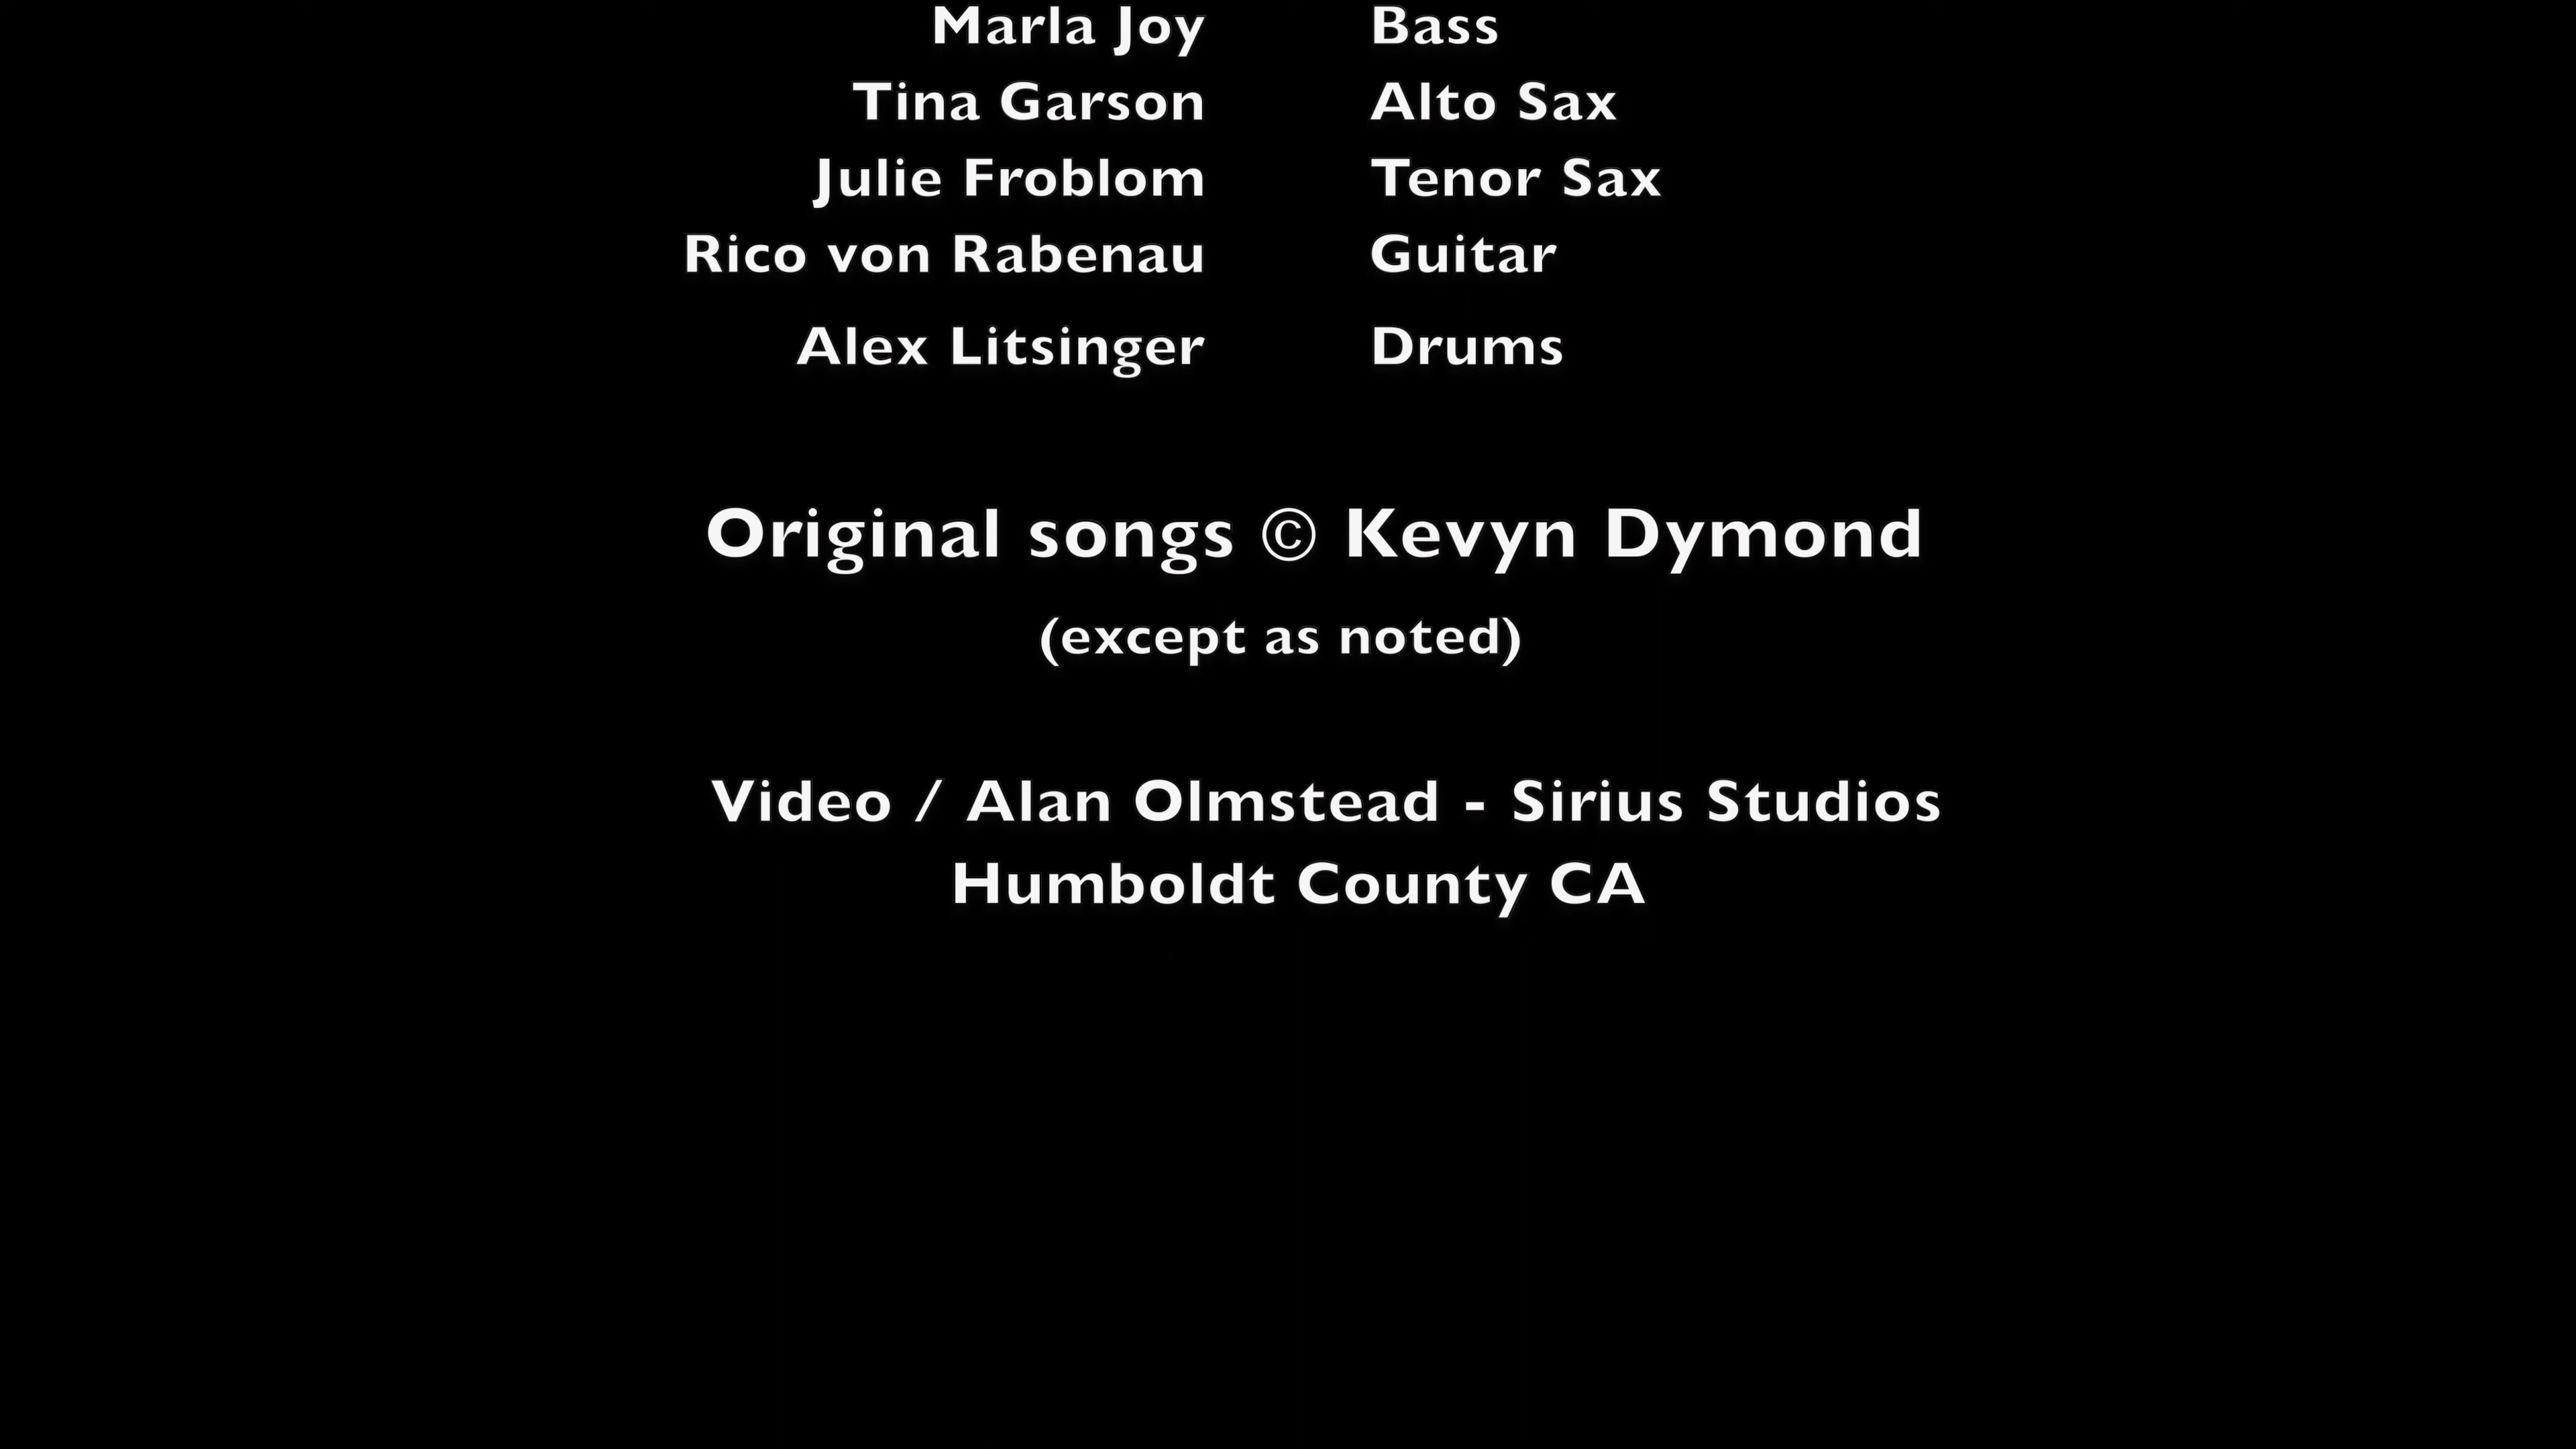 Marla Joy Bass
Tina Garson Alto Sax
Julie Froblom Tenor Sax
Rico von Rabenau Guitar
Alex Litsinger Drums
Original songs © Kevyn Dymond
(except as noted)
Video / Alan Olmstead - Sirius Studios
Humboldt County CA